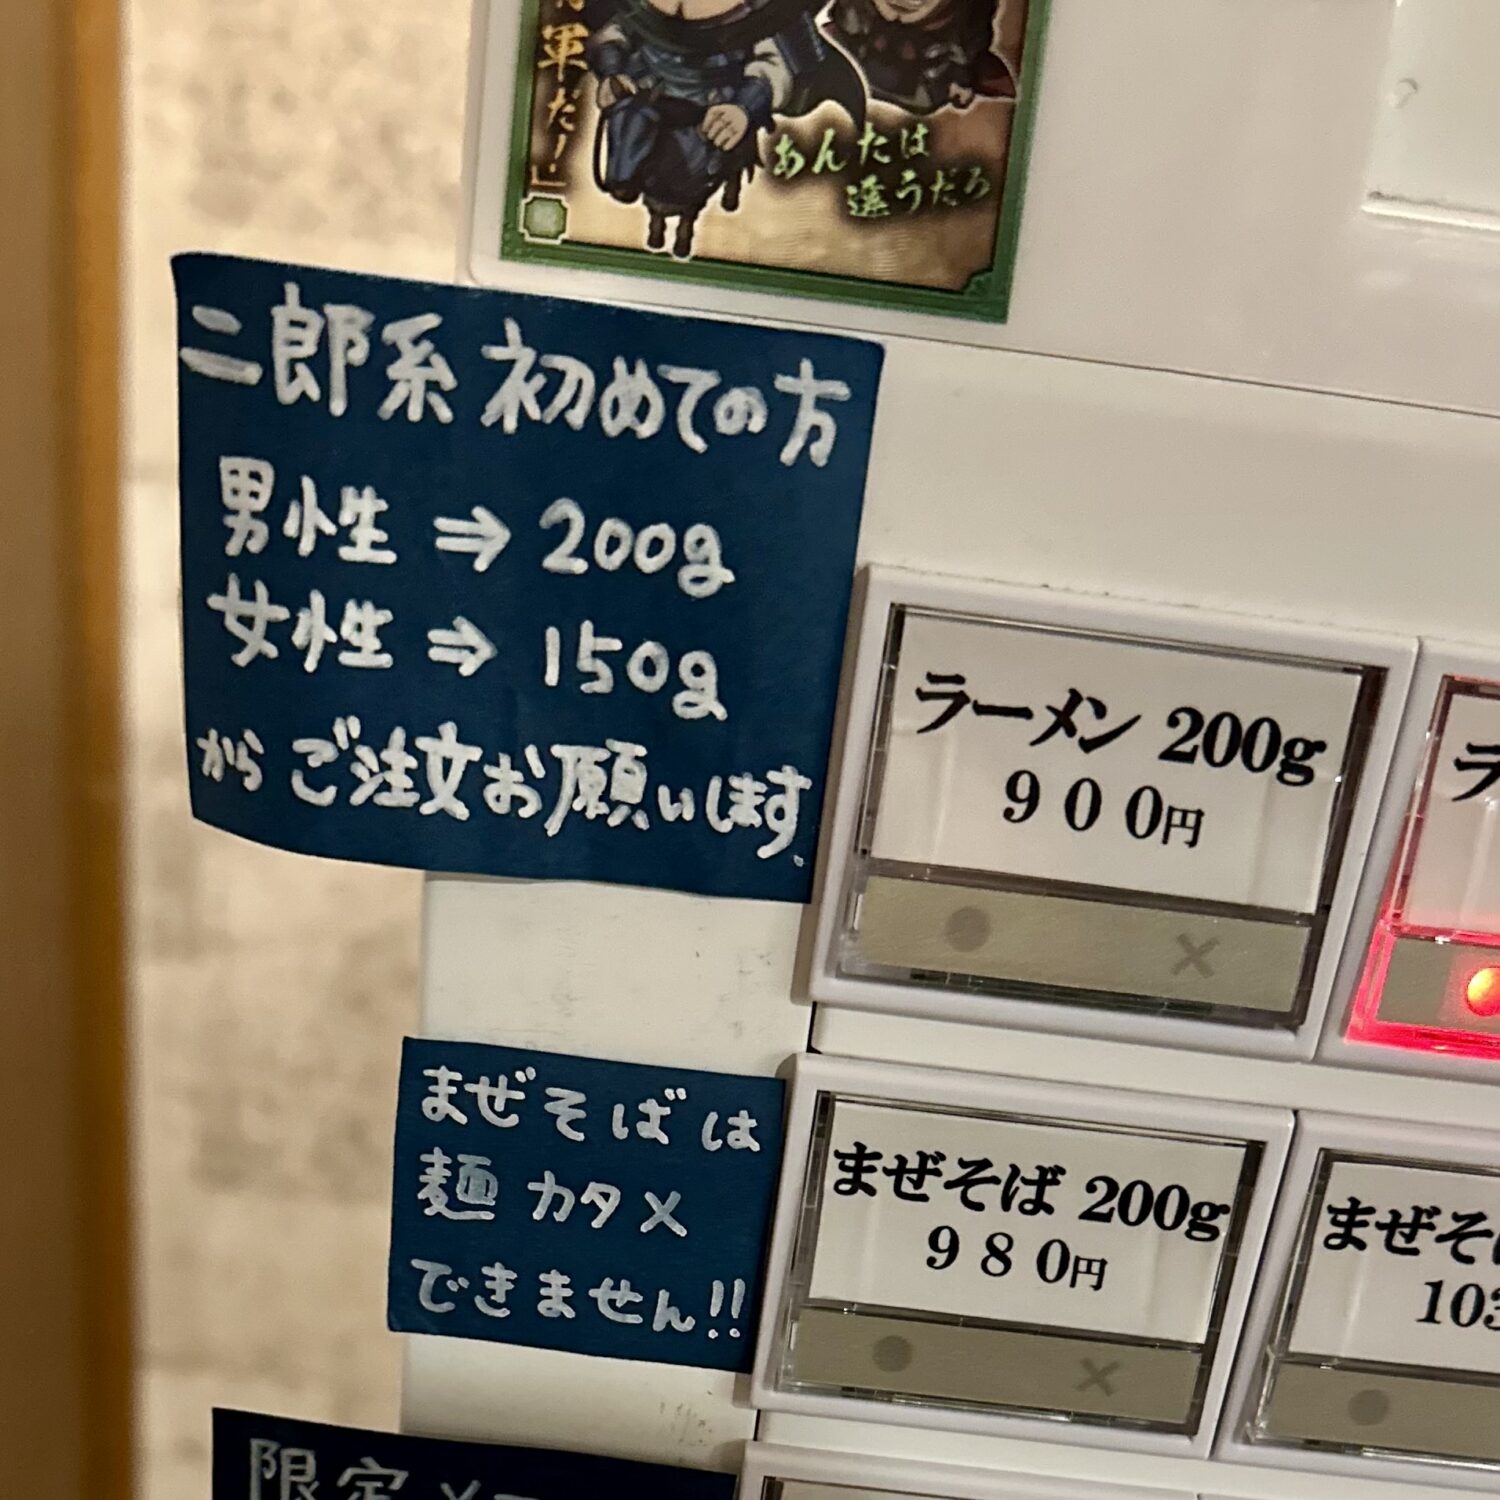 軍だ！」
あんたは
違うだろ
二郎系 初めての方
男性 ⇒ 200g
女性 ⇒ 150g
からご注文お願いします.
ラーメン 200g
９００円
ラ
まぜそばは
麺カタメ
できません!!
まぜそば 200g
９８０円
まぜそ
103
限定